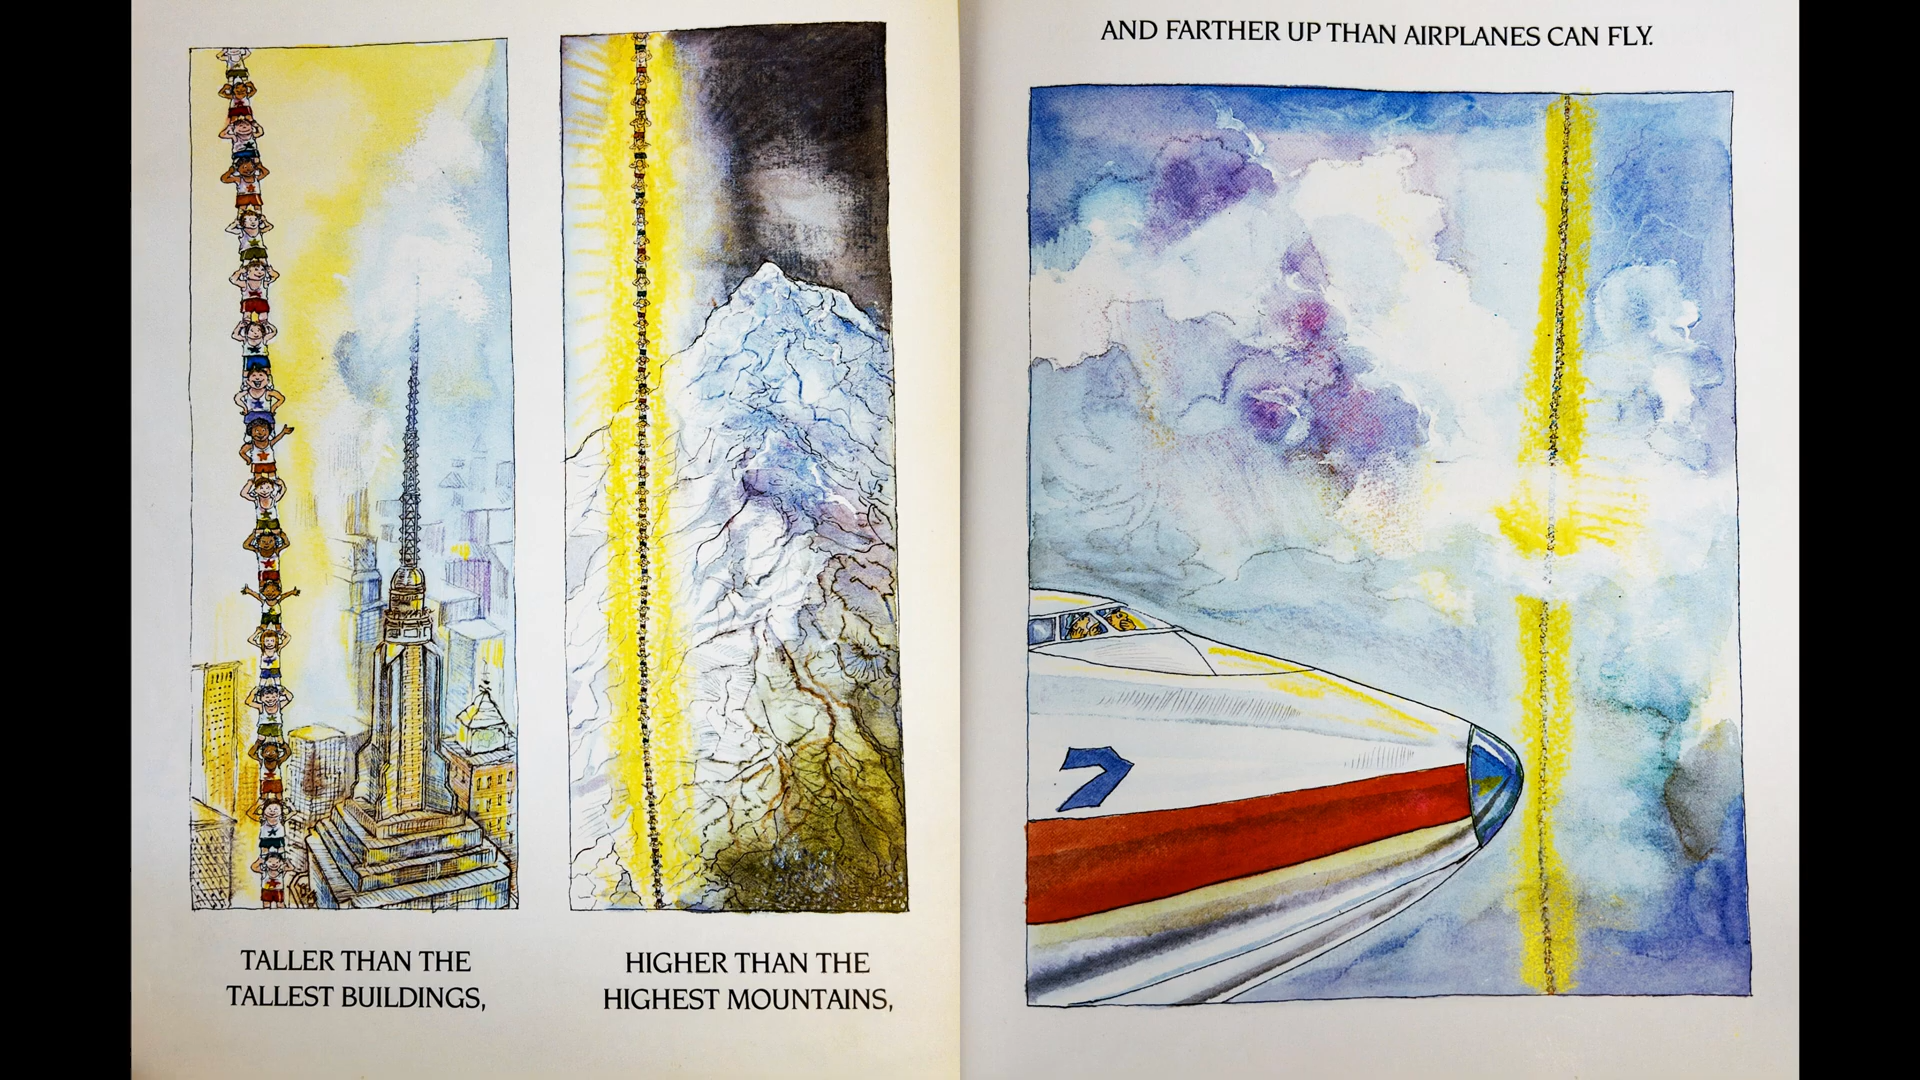 TALLER THAN THE
TALLEST BUILDINGS,
HIGHER THAN THE
HIGHEST MOUNTAINS,
AND FARTHER UP THAN AIRPLANES CAN FLY.